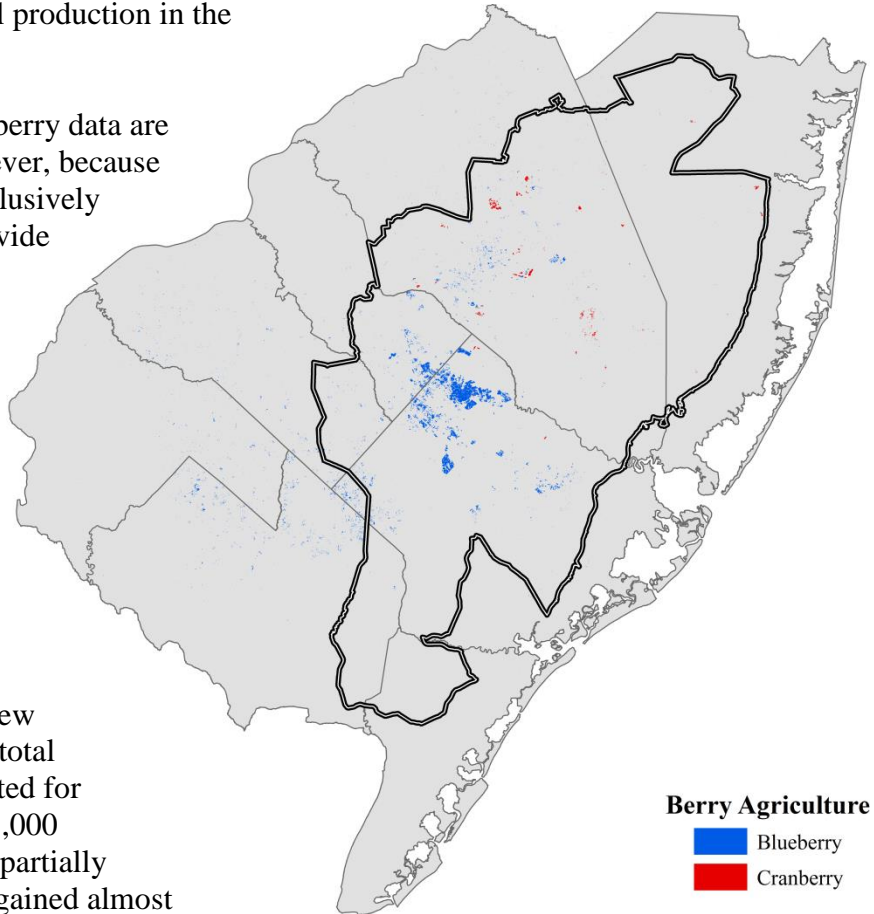 l production in the
berry data are
ever, because
lusively
vide
ew
total
ted for
,000
partially
gained almost
Berry Agriculture
Blueberry
Cranberry